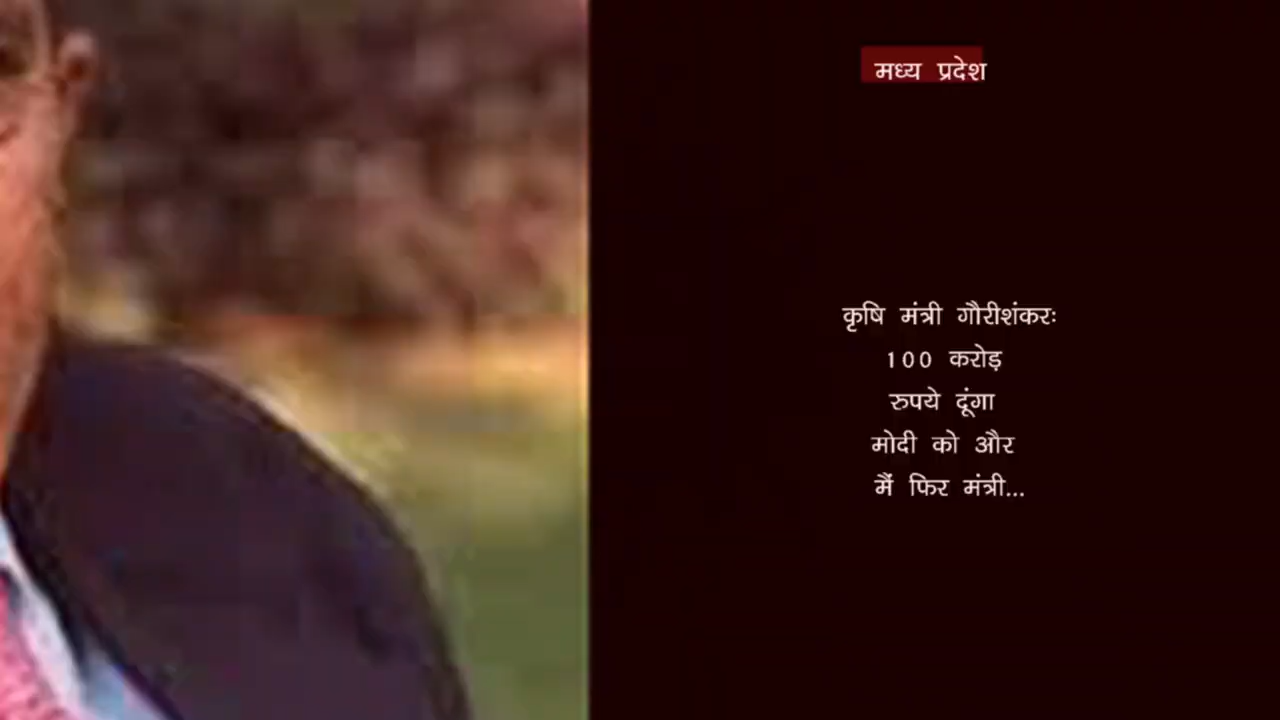 मध्य प्रदेश
कृषि मंत्री गौरीशंकरः
100 करोड़
रुपये दूंगा
मोदी को और
मैं फिर मंत्री...